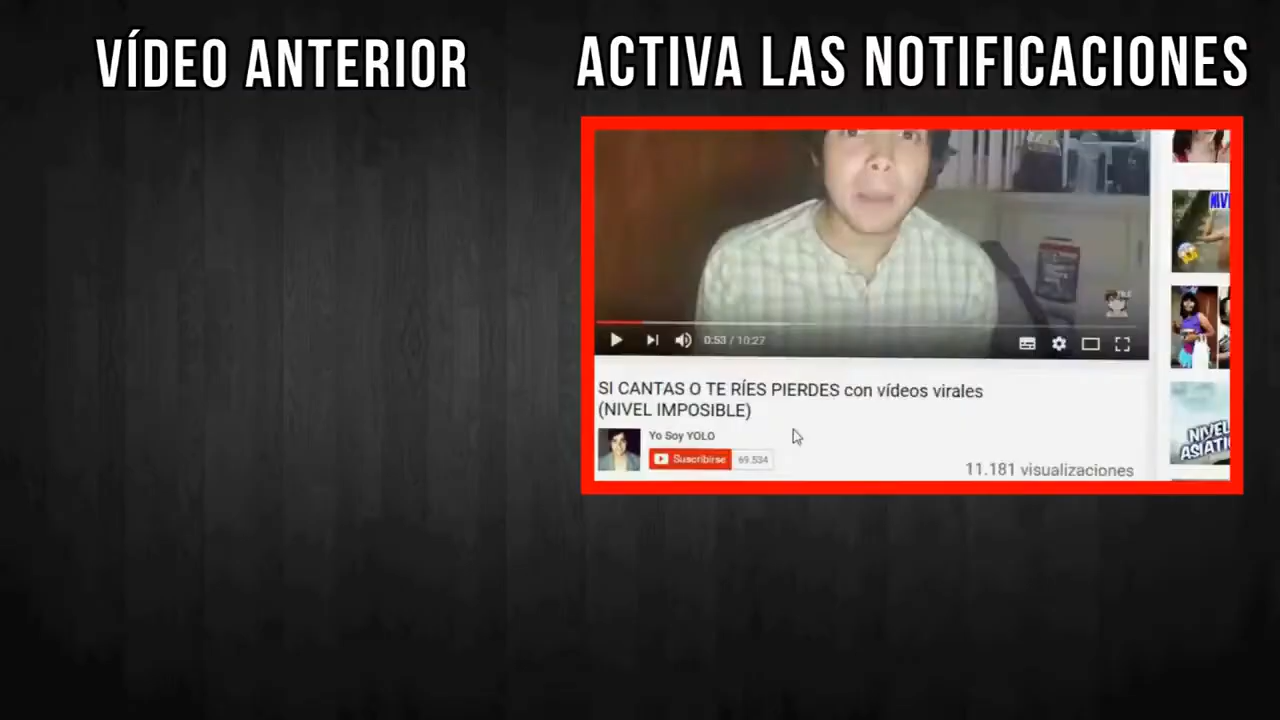 VÍDEO ANTERIOR
ACTIVA LAS NOTIFICACIONES
0:53 / 10:27
SI CANTAS O TE RÍES PIERDES con vídeos virales
(NIVEL IMPOSIBLE)
Yo Soy YOLO
Suscribirse 69.534
11.181 visualizaciones
NIVEL
ASIÁTI